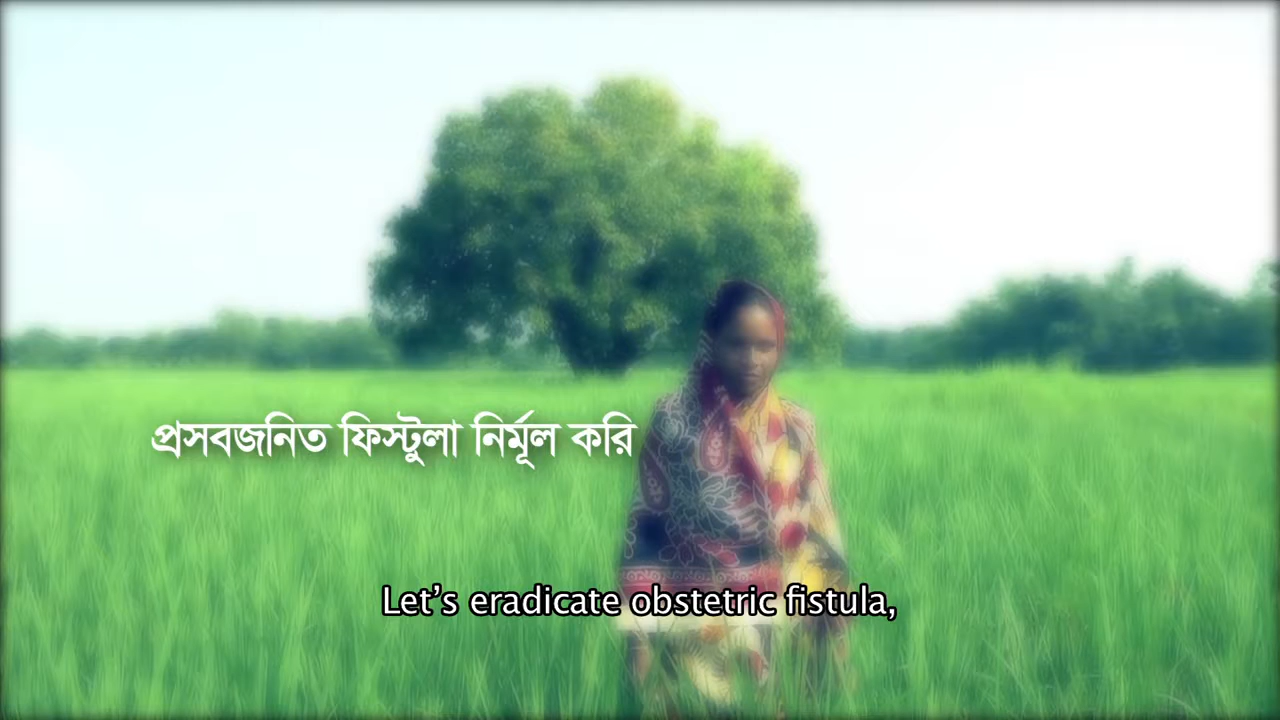 প্রসবজনিত ফিস্টুলা নির্মূল করি
Let’s eradicate obstetric fistula,